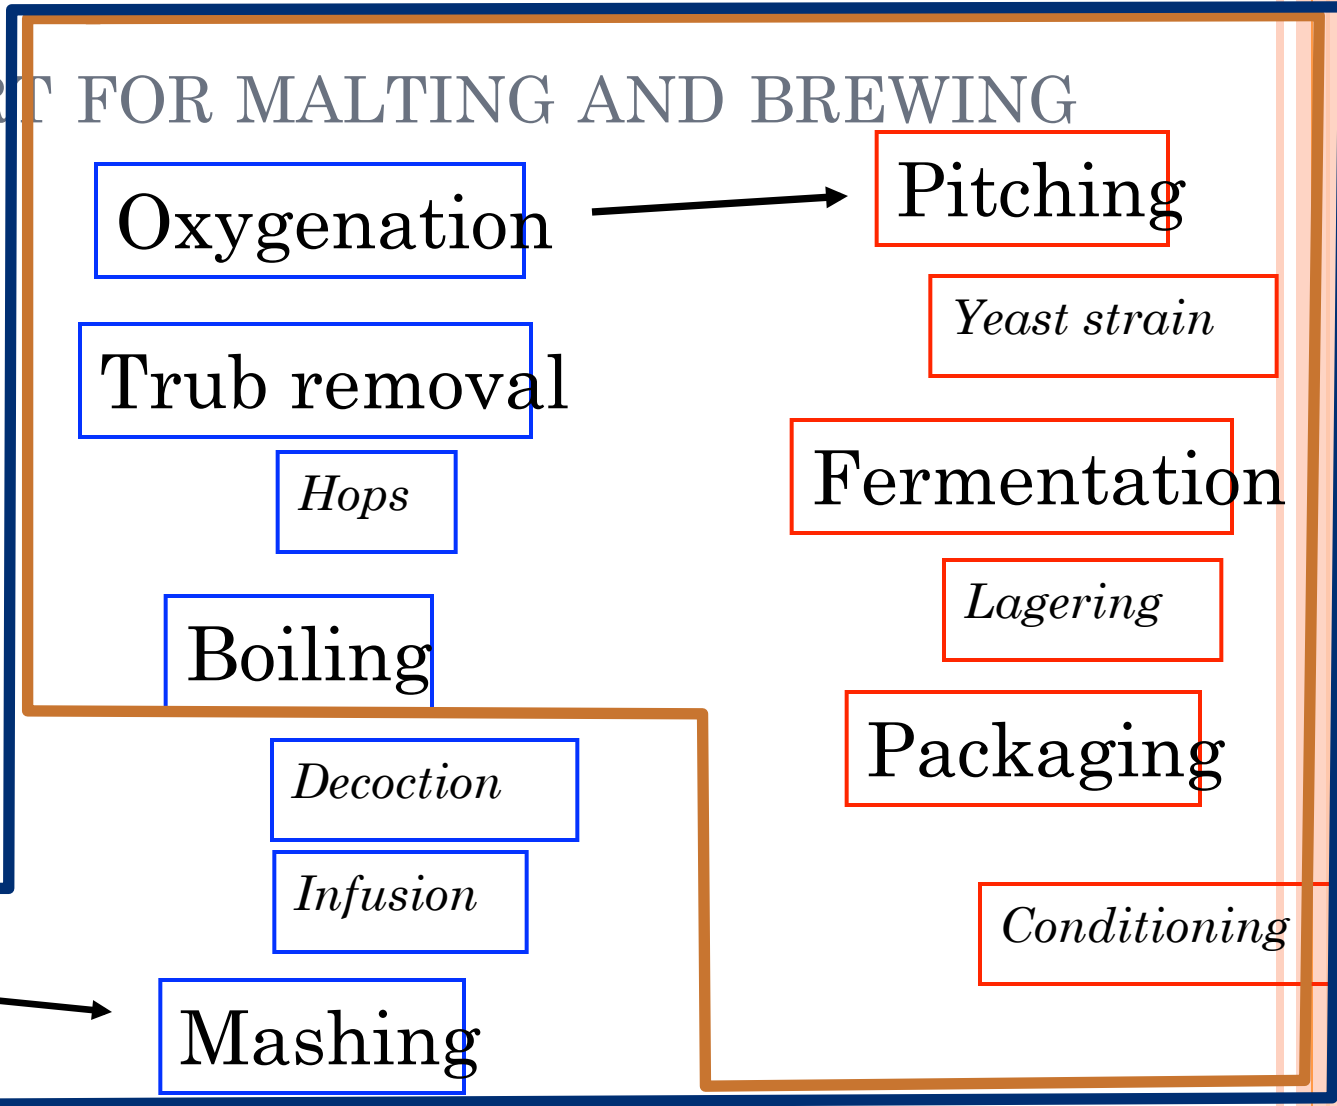 RT FOR MALTING AND BREWING
Oxygenation
Pitching
Yeast strain
Trub removal
Hops
Fermentation
Lagering
Boiling
Packaging
Decoction
Infusion
Conditioning
Mashing